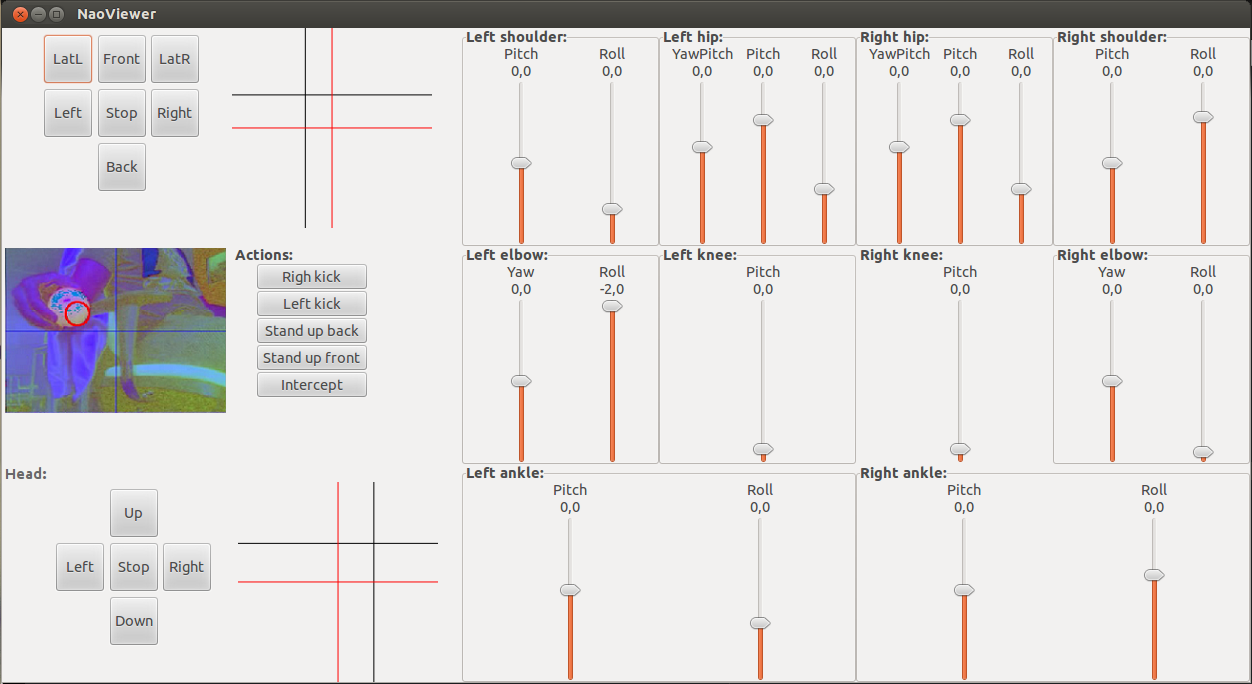 NaoViewer
LatL Front LatR
Left Stop Right
Back
Left shoulder:
Pitch Roll
0,0 0,0
Left hip:
YawPitch Pitch Roll
0,0 0,0 0,0
Right hip:
YawPitch Pitch Roll
0,0 0,0 0,0
Right shoulder:
Pitch Roll
0,0 0,0
Actions:
Righ kick
Left kick
Stand up back
Stand up front
Intercept
Left elbow:
Yaw Roll
0,0 -2,0
Left knee:
Pitch
0,0
Right knee:
Pitch
0,0
Right elbow:
Yaw Roll
0,0 0,0
Head:
Up
Left Stop Right
Down
Left ankle:
Pitch Roll
0,0 0,0
Right ankle:
Pitch Roll
0,0 0,0